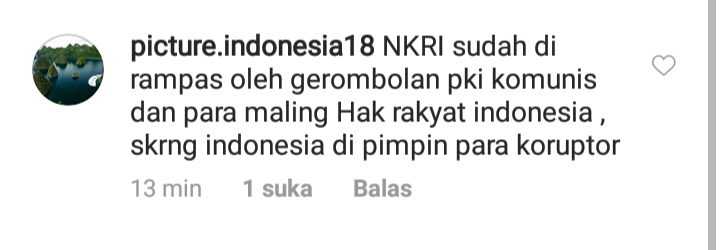 picture.indonesia18 NKRI sudah di
rampas oleh gerombolan pki komunis
dan para maling Hak rakyat indonesia ,
skrng indonesia di pimpin para koruptor
13 min 1 suka Balas